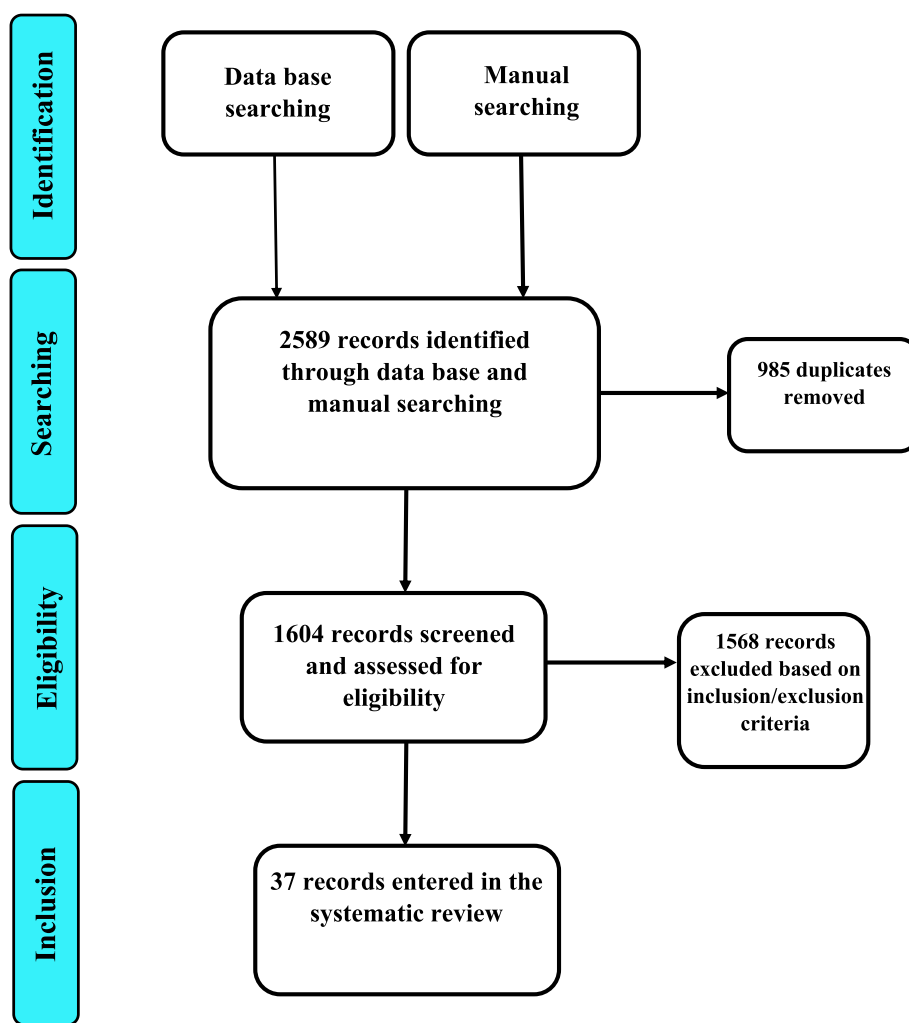 Identification
Data base
searching
Manual
searching
Searching
2589 records identified
through data base and
manual searching
985 duplicates
removed
Eligibility
1604 records screened
and assessed for
eligibility
1568 records
excluded based on
inclusion/exclusion
criteria
Inclusion
37 records entered in the
systematic review